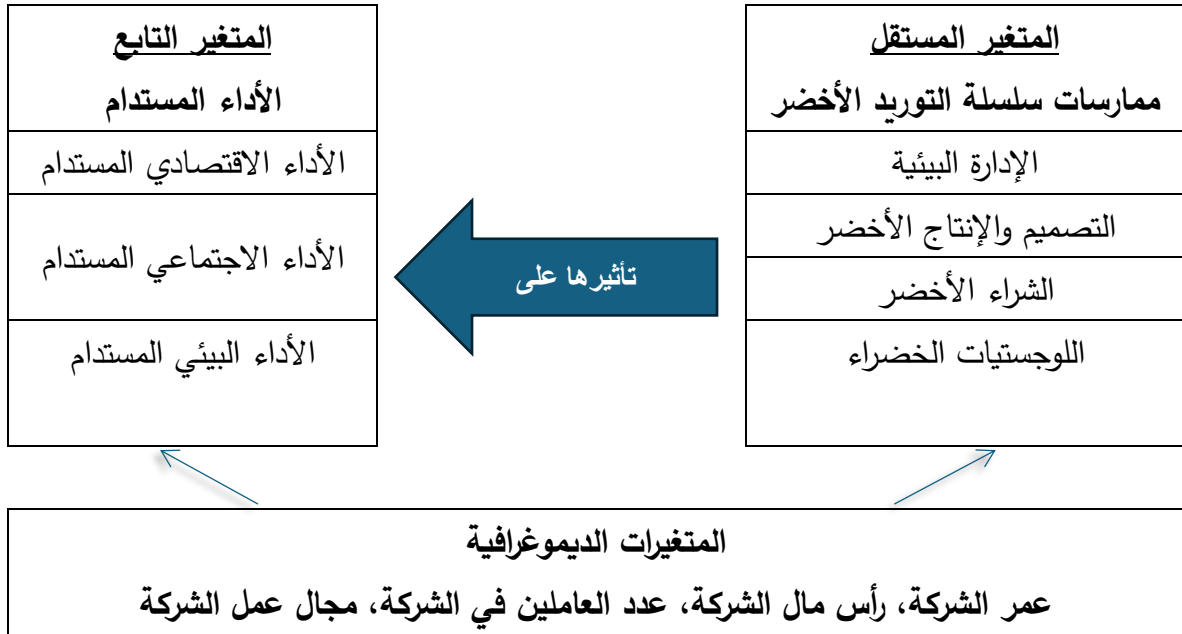 المتغير المستقل
ممارسات سلسلة التوريد الأخضر
الإدارة البيئية
التصميم والإنتاج الأخضر
الشراء الأخضر
اللوجستيات الخضراء
تأثيرها على
المتغير التابع
الأداء المستدام
الأداء الاقتصادي المستدام
الأداء الاجتماعي المستدام
الأداء البيئي المستدام
المتغيرات الديموغرافية
عمر الشركة، رأس مال الشركة، عدد العاملين في الشركة، مجال عمل الشركة